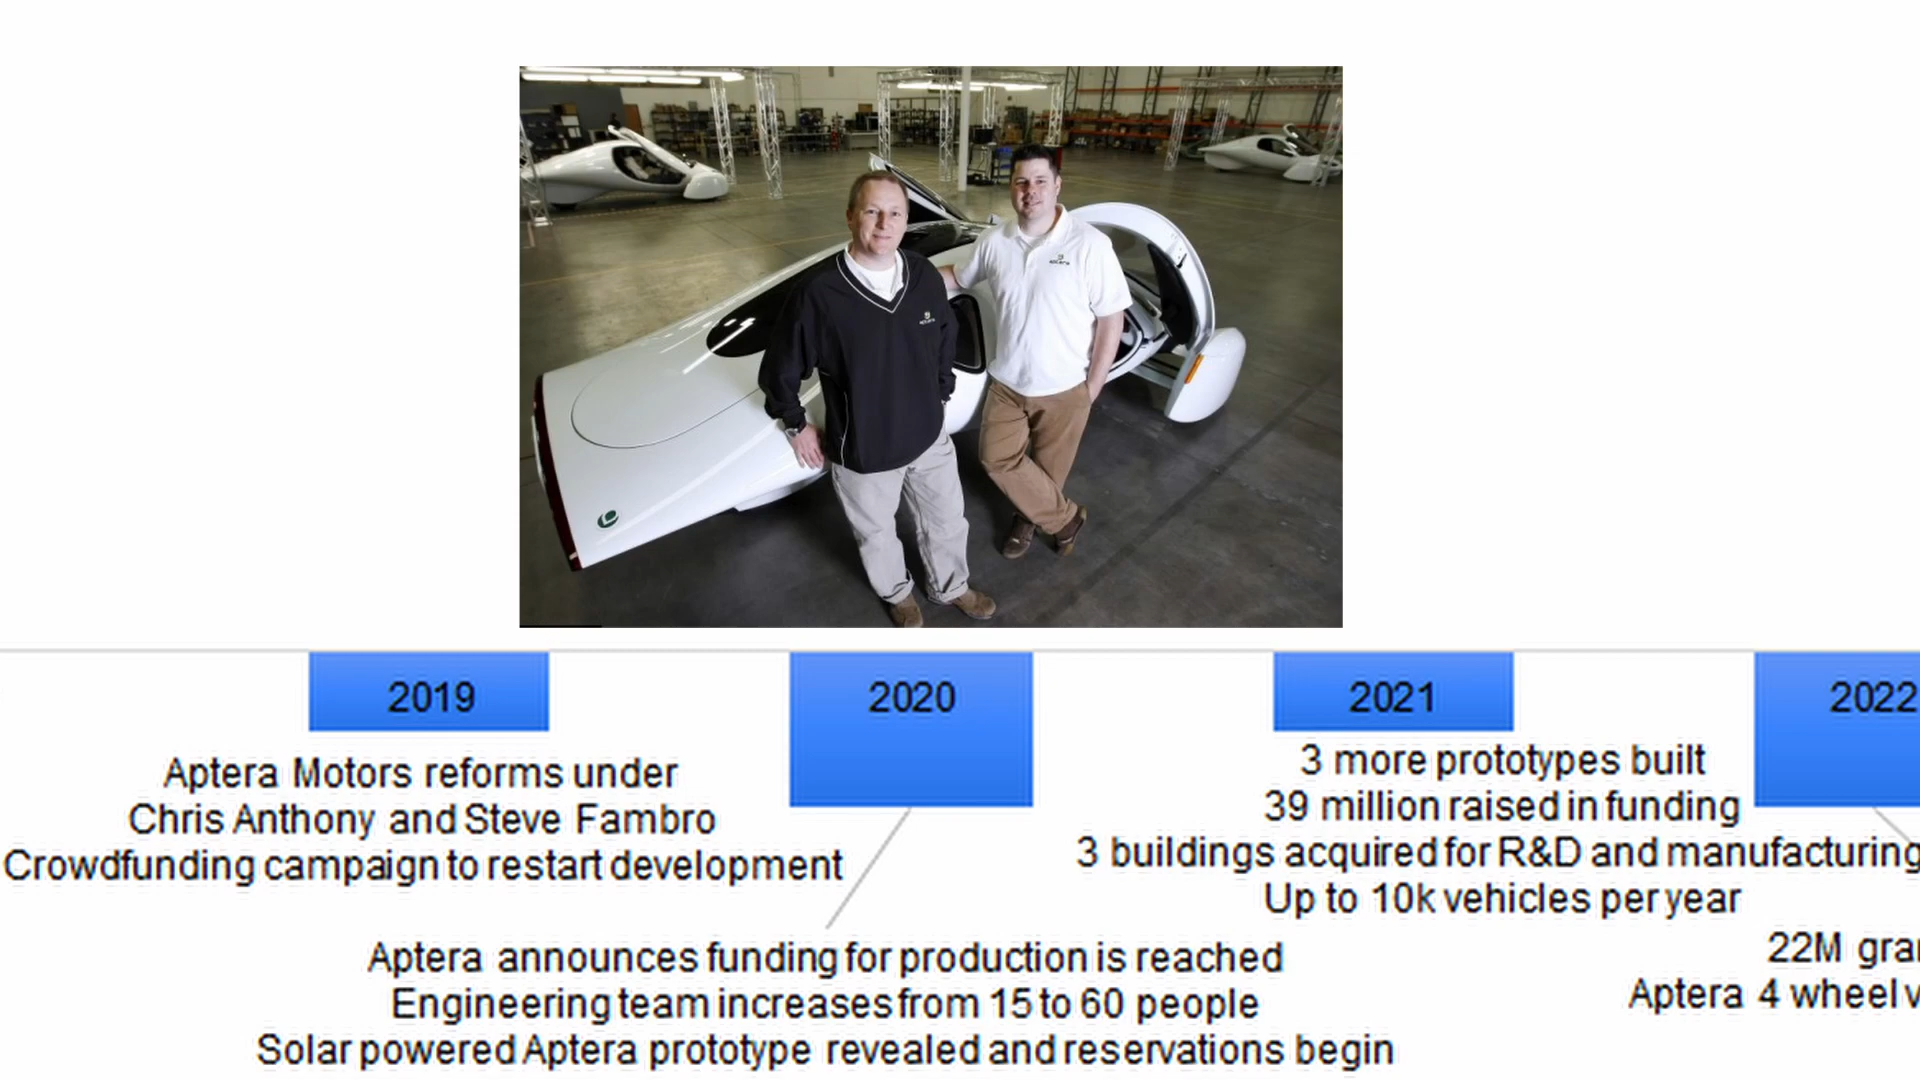 2019
Aptera Motors reforms under
Chris Anthony and Steve Fambro
Crowdfunding campaign to restart development
2020
Aptera announces funding for production is reached
Engineering team increases from 15 to 60 people
Solar powered Aptera prototype revealed and reservations begin
2021
3 more prototypes built
39 million raised in funding
3 buildings acquired for R&D and manufacturing
Up to 10k vehicles per year
2022
22M
Aptera 4 wheel